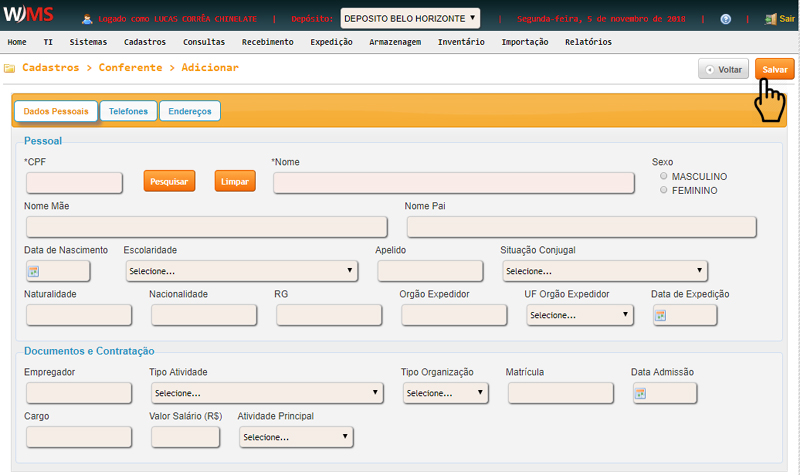 WMS
Logado como LUCAS CORRÊA CHINELATE | Depósito: DEPOSITO BELO HORIZONTE | Segunda-feira, 5 de novembro de 2018 | Sair
Home TI Sistemas Cadastros Consultas Recebimento Expedição Armazenagem Inventário Importação Relatórios
Cadastros > Conferente > Adicionar Voltar Salvar
Dados Pessoais Telefones Endereços
Pessoal
*CPF *Nome Sexo
Pesquisar Limpar MASCULINO
FEMININO
Nome Mãe Nome Pai
Data de Nascimento Escolaridade Apelido Situação Conjugal
Selecione... Selecione...
Naturalidade Nacionalidade RG Orgão Expedidor UF Orgão Expedidor Data de Expedição
Selecione...
Documentos e Contratação
Empregador Tipo Atividade Tipo Organização Matrícula Data Admissão
Selecione... Selecione...
Cargo Valor Salário (R$) Atividade Principal
Selecione...